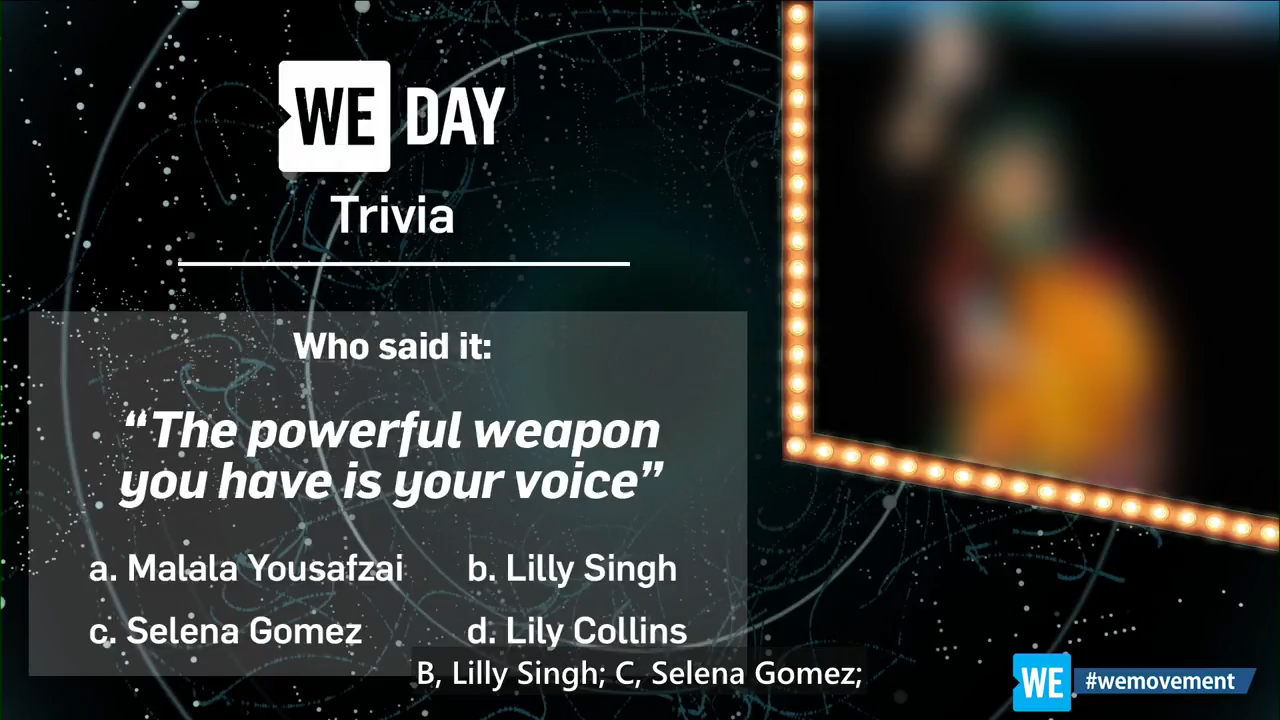 WE DAY
Trivia
Who said it:
“The powerful weapon
you have is your voice”
a. Malala Yousafzai
b. Lilly Singh
c. Selena Gomez
d. Lily Collins
B, Lilly Singh; C, Selena Gomez;
WE #wemovement